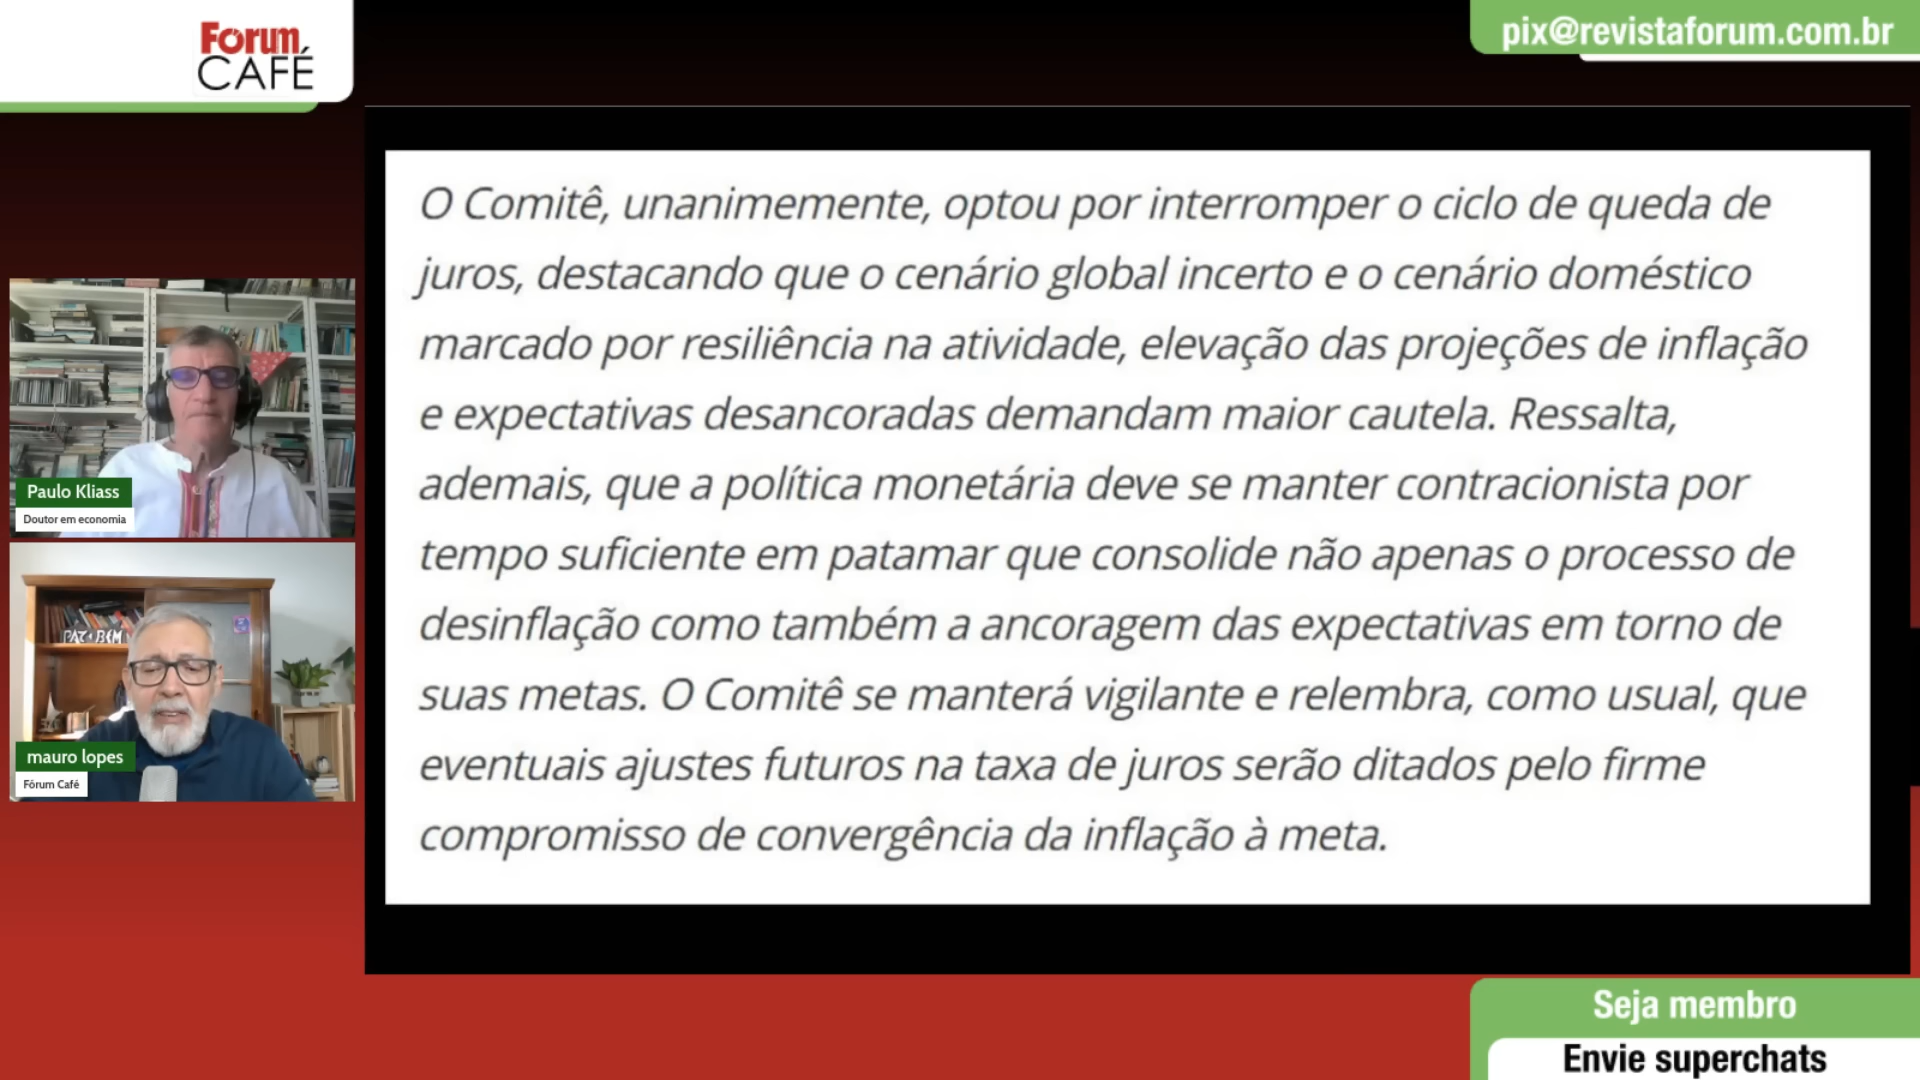 Fórum
CAFÉ
pix@revistaforum.com.br
O Comitê, unanimemente, optou por interromper o ciclo de queda de
juros, destacando que o cenário global incerto e o cenário doméstico
marcado por resiliência na atividade, elevação das projeções de inflação
e expectativas desancoradas demandam maior cautela. Ressalta,
ademais, que a política monetária deve se manter contracionista por
tempo suficiente em patamar que consolide não apenas o processo de
desinflação como também a ancoragem das expectativas em torno de
suas metas. O Comitê se manterá vigilante e relembra, como usual, que
eventuais ajustes futuros na taxa de juros serão ditados pelo firme
compromisso de convergência da inflação à meta.
Paulo Kliass
Doutor em economia
PAZ BEM
mauro lopes
Fórum Café
Seja membro
Envie superchats